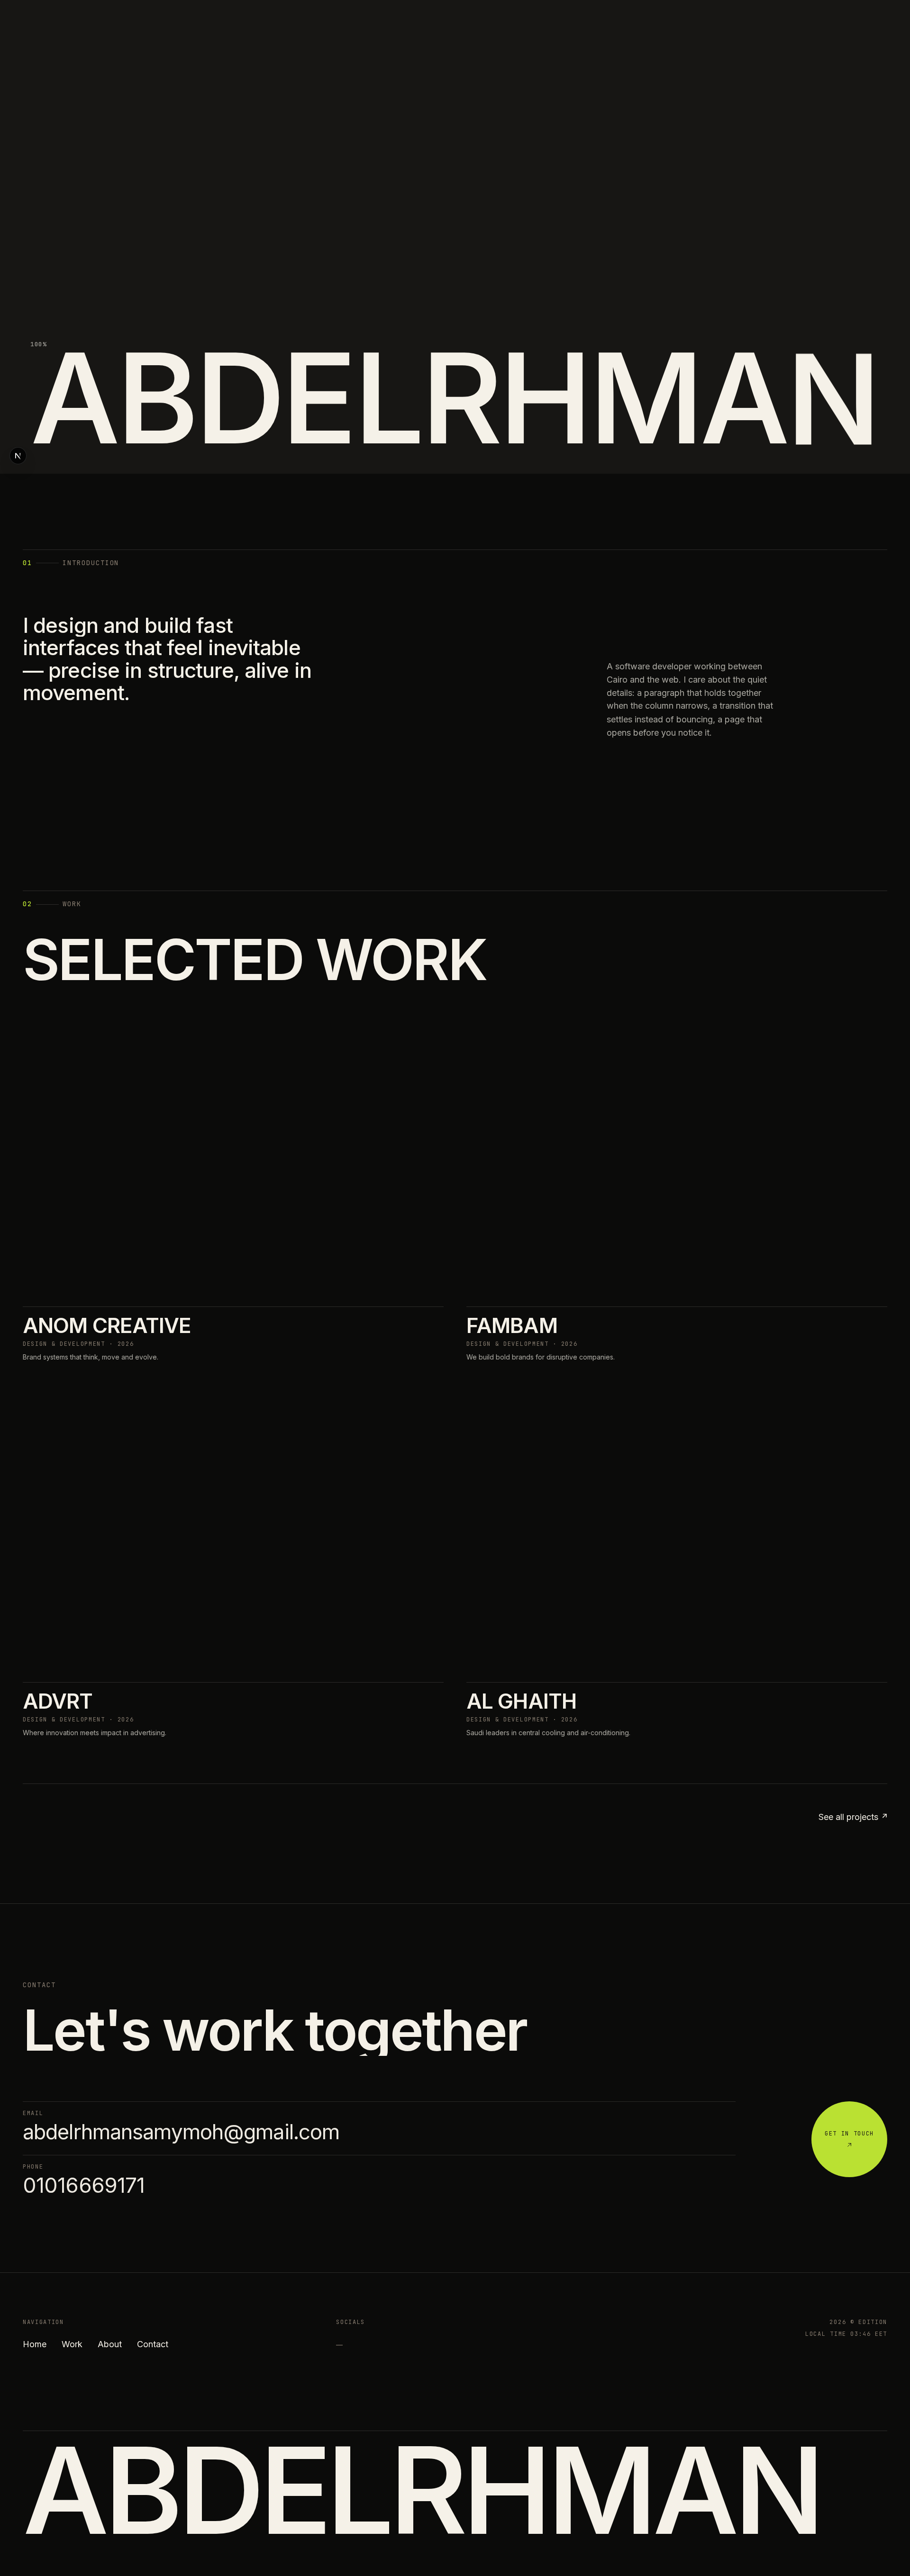 100%
ABDELRHMAN
N
01 INTRODUCTION
I design and build fast
interfaces that feel inevitable
— precise in structure, alive in
movement.
A software developer working between
Cairo and the web. I care about the quiet
details: a paragraph that holds together
when the column narrows, a transition that
settles instead of bouncing, a page that
opens before you notice it.
02 WORK
SELECTED WORK
ANOM CREATIVE
DESIGN & DEVELOPMENT · 2026
Brand systems that think, move and evolve.
FAMBAM
DESIGN & DEVELOPMENT · 2026
We build bold brands for disruptive companies.
ADVRT
DESIGN & DEVELOPMENT · 2026
Where innovation meets impact in advertising.
AL GHAITH
DESIGN & DEVELOPMENT · 2026
Saudi leaders in central cooling and air-conditioning.
See all projects ↗
CONTACT
Let's work together
EMAIL
abdelrhmansamymoh@gmail.com
PHONE
01016669171
GET IN TOUCH
↗
NAVIGATION
Home Work About Contact
SOCIALS
—
2026 © EDITION
LOCAL TIME 03:46 EET
ABDELRHMAN